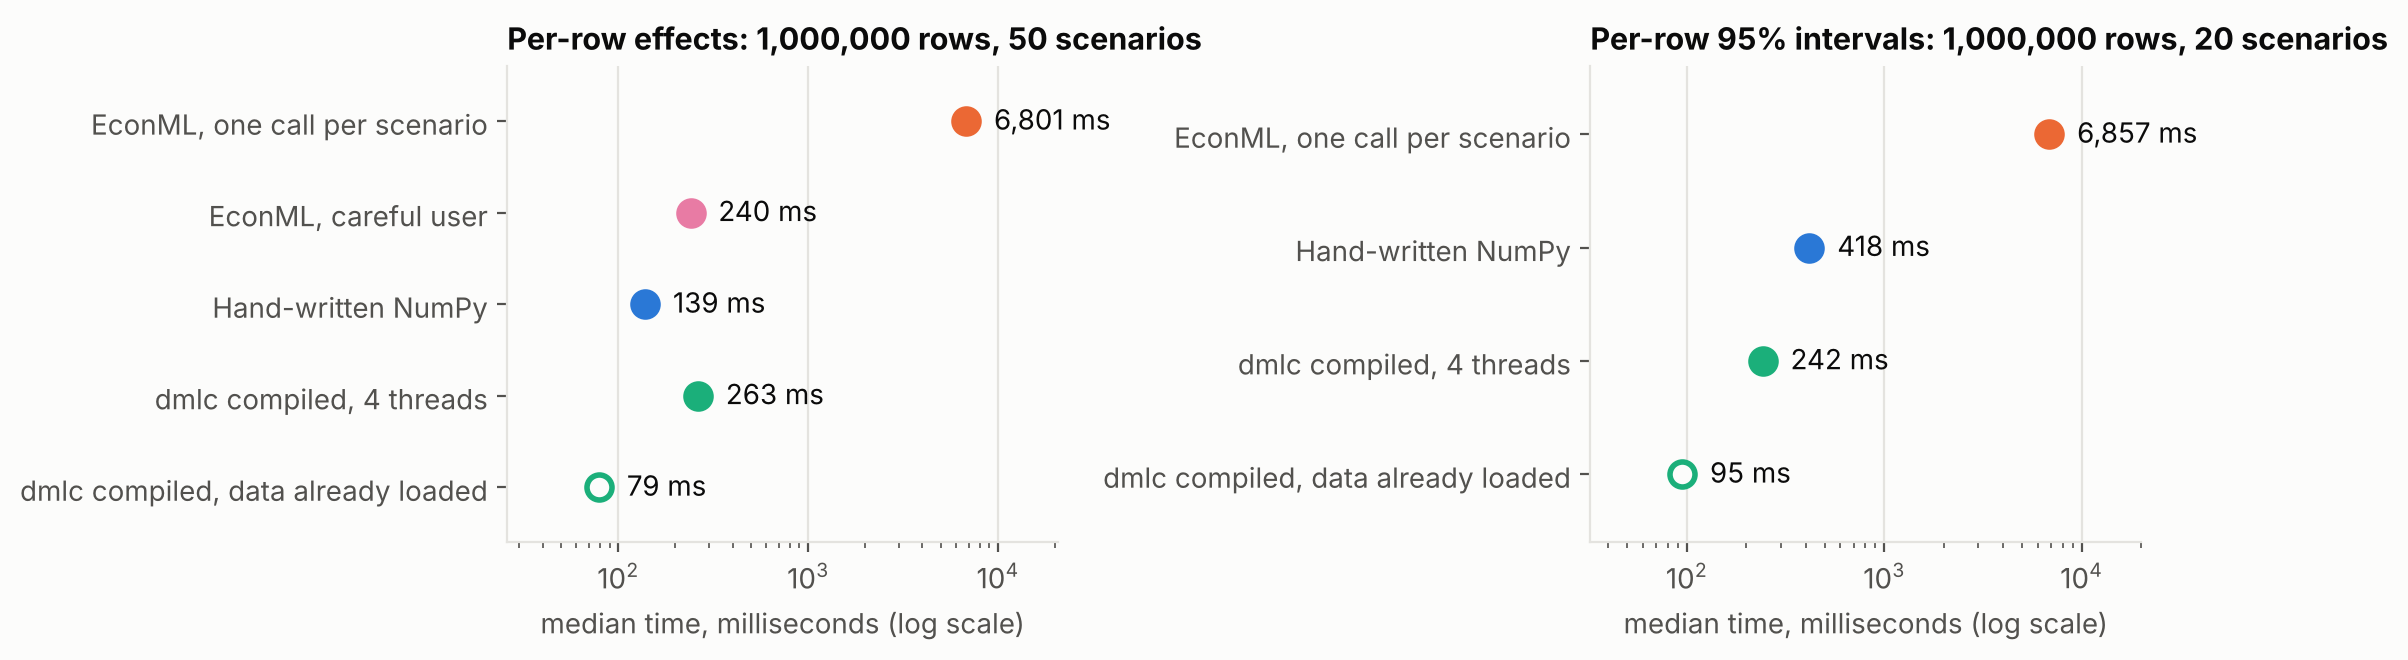 Per-row effects: 1,000,000 rows, 50 scenarios
EconML, one call per scenario
6,801 ms
EconML, careful user
240 ms
Hand-written NumPy
139 ms
dmlc compiled, 4 threads
263 ms
dmlc compiled, data already loaded
79 ms
10² 10³ 10⁴
median time, milliseconds (log scale)
Per-row 95% intervals: 1,000,000 rows, 20 scenarios
EconML, one call per scenario
6,857 ms
Hand-written NumPy
418 ms
dmlc compiled, 4 threads
242 ms
dmlc compiled, data already loaded
95 ms
10² 10³ 10⁴
median time, milliseconds (log scale)